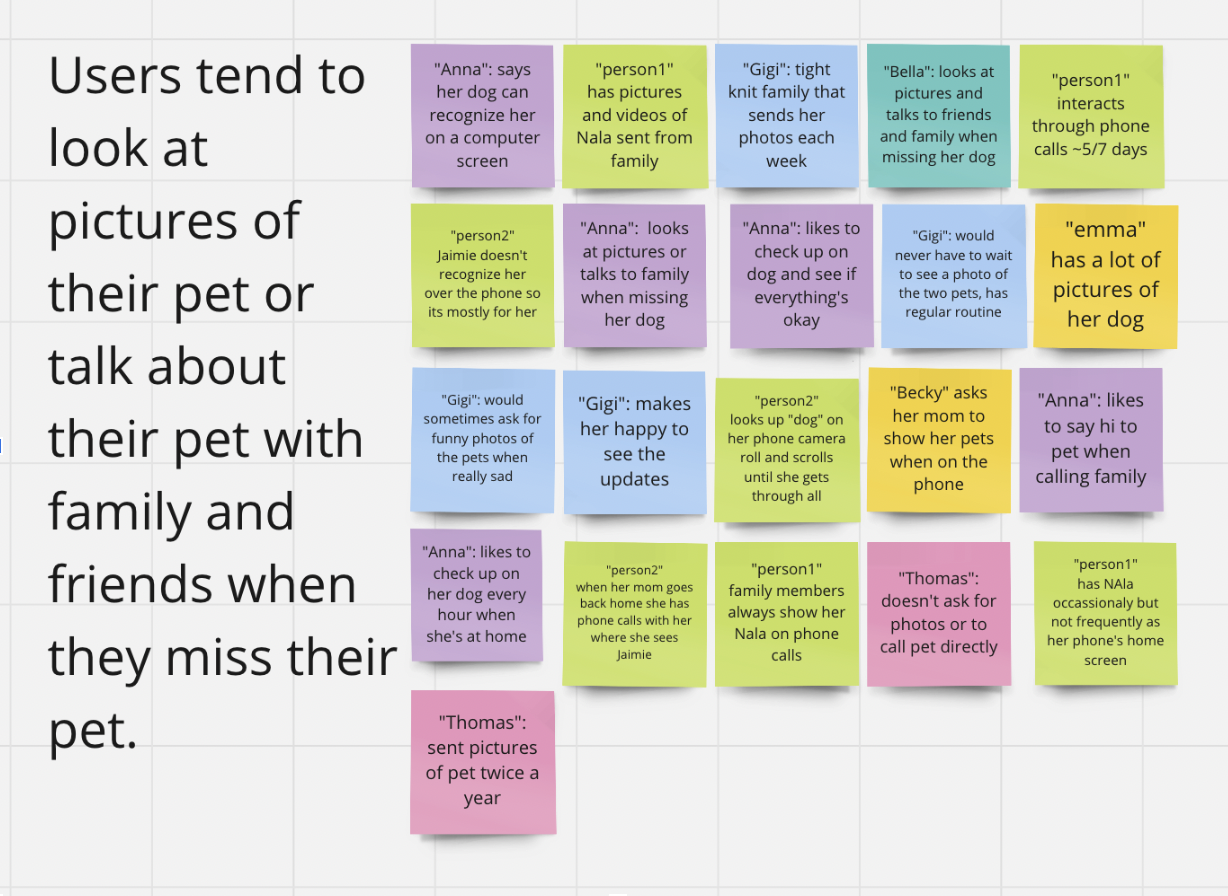 Users tend to
look at
pictures of
their pet or
talk about
their pet with
family and
friends when
they miss their
pet.
"Anna": says
her dog can
recognize her
on a computer
screen
"person1"
has pictures
and videos of
Nala sent from
family
"Gigi": tight
knit family that
sends her
photos each
week
"Bella": looks at
pictures and
talks to friends
and family when
missing her dog
"person1"
interacts
through phone
calls ~5/7 days
"person2"
Jaimie doesn't
recognize her
over the phone so
its mostly for her
"Anna": looks
at pictures or
talks to family
when missing
her dog
"Anna": likes to
check up on
dog and see if
everything's
okay
"Gigi": would
never have to wait
to see a photo of
the two pets, has
regular routine
"emma"
has a lot of
pictures of
her dog
"Gigi": would
sometimes ask for
funny photos of
the pets when
really sad
"Gigi": makes
her happy to
see the
updates
"person2"
looks up "dog" on
her phone camera
roll and scrolls
until she gets
through all
"Becky" asks
her mom to
show her pets
when on the
phone
"Anna": likes
to say hi to
pet when
calling family
"Anna": likes to
check up on
her dog every
hour when
she's at home
"person2"
when her mom goes
back home she has
phone calls with her
where she sees
Jaimie
"person1"
family members
always show her
Nala on phone
calls
"Thomas":
doesn't ask for
photos or to
call pet directly
"person1"
has NAla
occassionaly but
not frequently as
her phone's home
screen
"Thomas":
sent pictures
of pet twice a
year